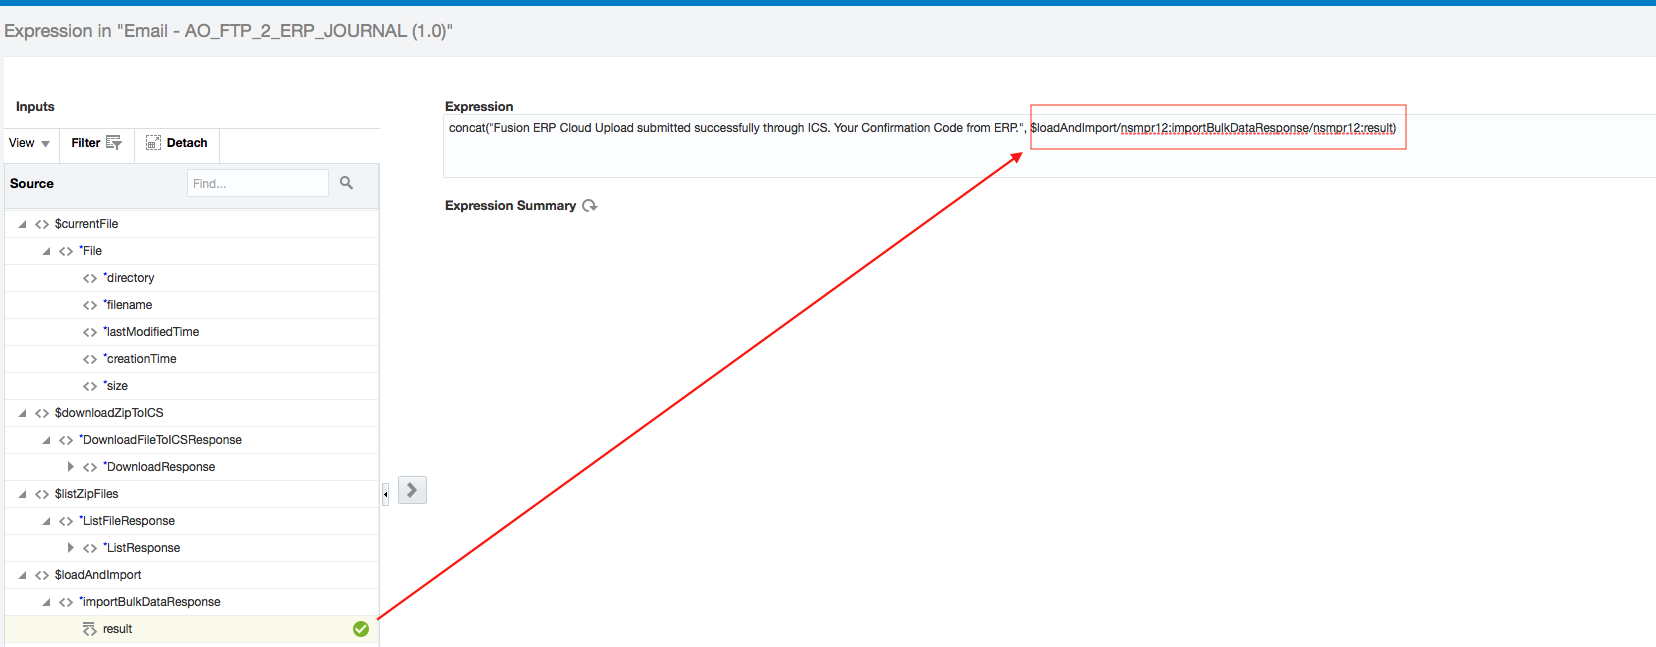 Expression in "Email - AO_FTP_2_ERP_JOURNAL (1.0)"
Inputs
View
Filter
Detach
Source
Find...
$currentFile
*File
*directory
*filename
*lastModifiedTime
*creationTime
*size
$downloadZipToICS
*DownloadFileToICSResponse
*DownloadResponse
$listZipFiles
*ListFileResponse
*ListResponse
$loadAndImport
*importBulkDataResponse
result
Expression
concat("Fusion ERP Cloud Upload submitted successfully through ICS. Your Confirmation Code from ERP.", $loadAndImport/nsmpr12:importBulkDataResponse/nsmpr12:result)
Expression Summary